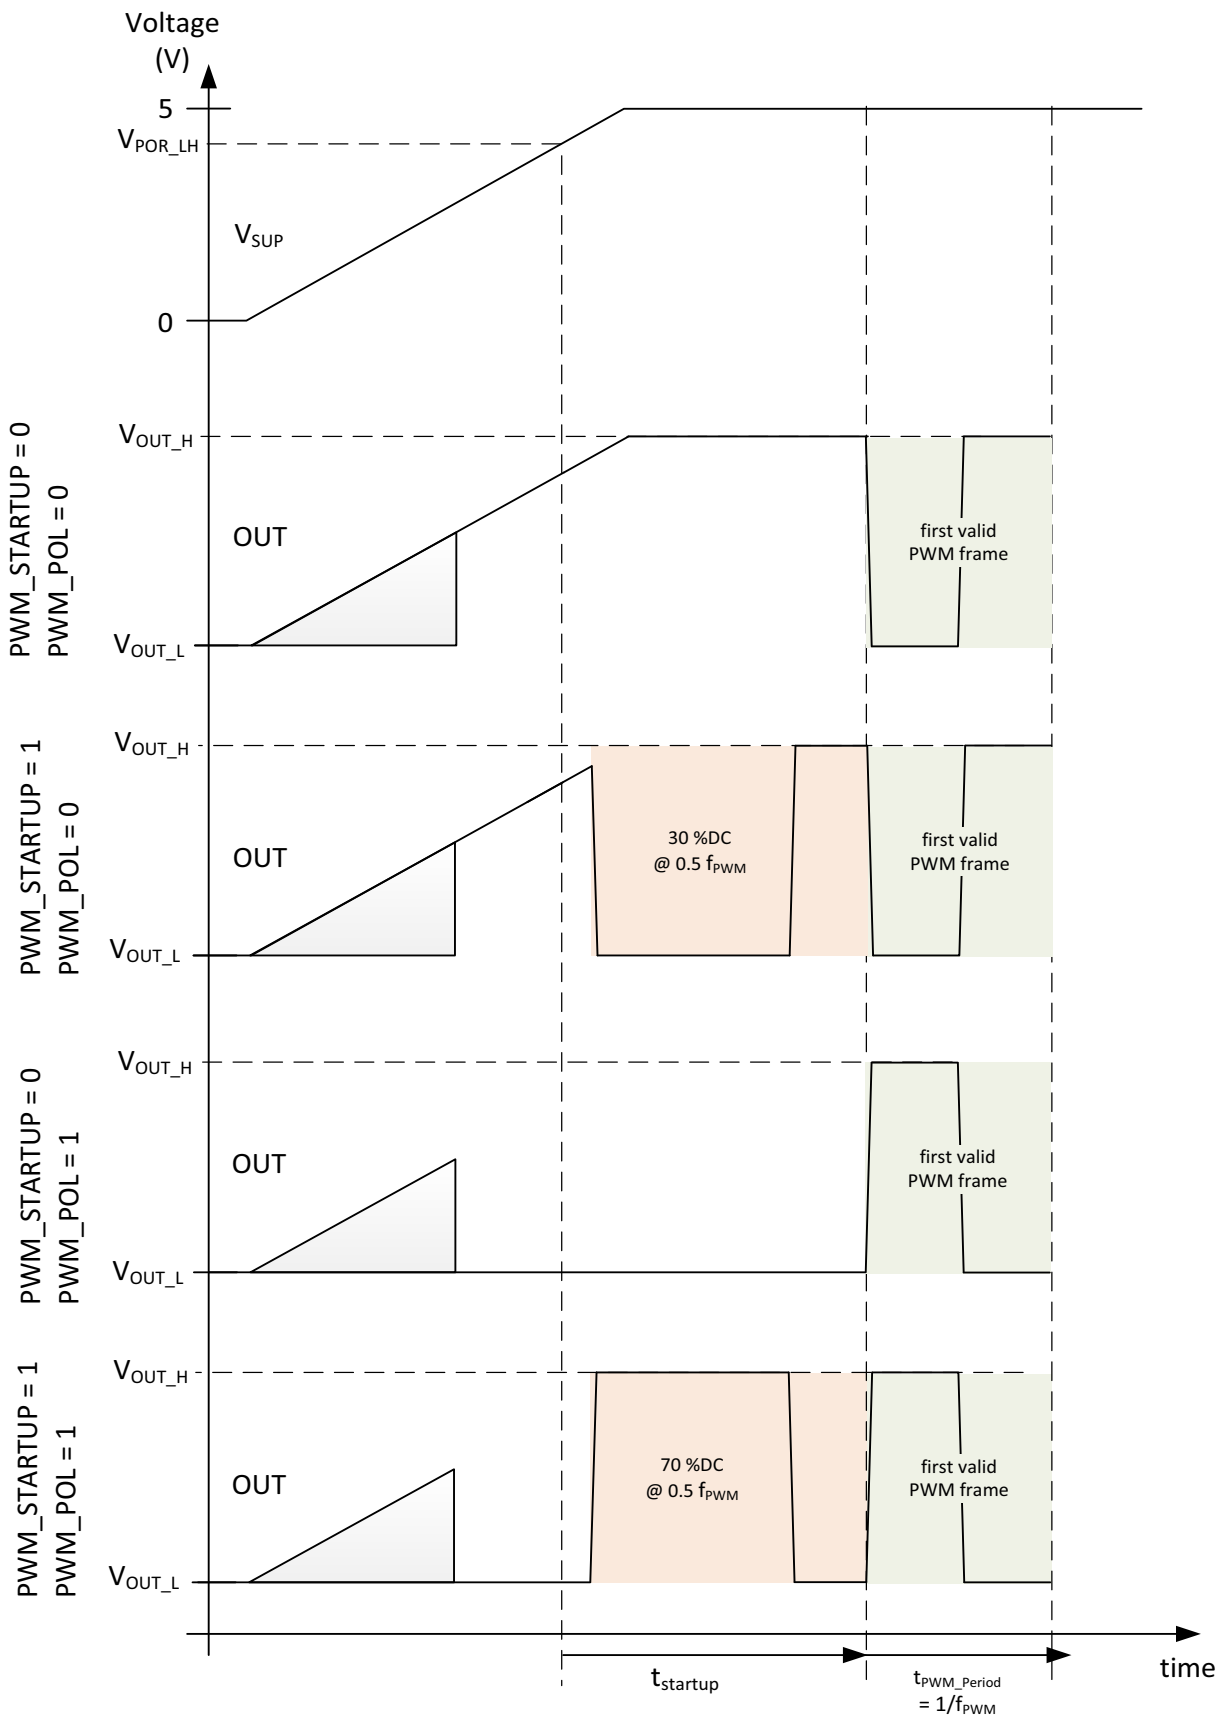 Voltage
(V)
5
V_POR_LH
V_SUP
0
PWM_STARTUP = 0
PWM_POL = 0
V_OUT_H
OUT
first valid
PWM frame
V_OUT_L
PWM_STARTUP = 1
PWM_POL = 0
V_OUT_H
OUT
30 %DC
@ 0.5 f_PWM
first valid
PWM frame
V_OUT_L
PWM_STARTUP = 0
PWM_POL = 1
V_OUT_H
OUT
first valid
PWM frame
V_OUT_L
PWM_STARTUP = 1
PWM_POL = 1
V_OUT_H
OUT
70 %DC
@ 0.5 f_PWM
first valid
PWM frame
V_OUT_L
time
t_startup
t_PWM_Period
= 1/f_PWM